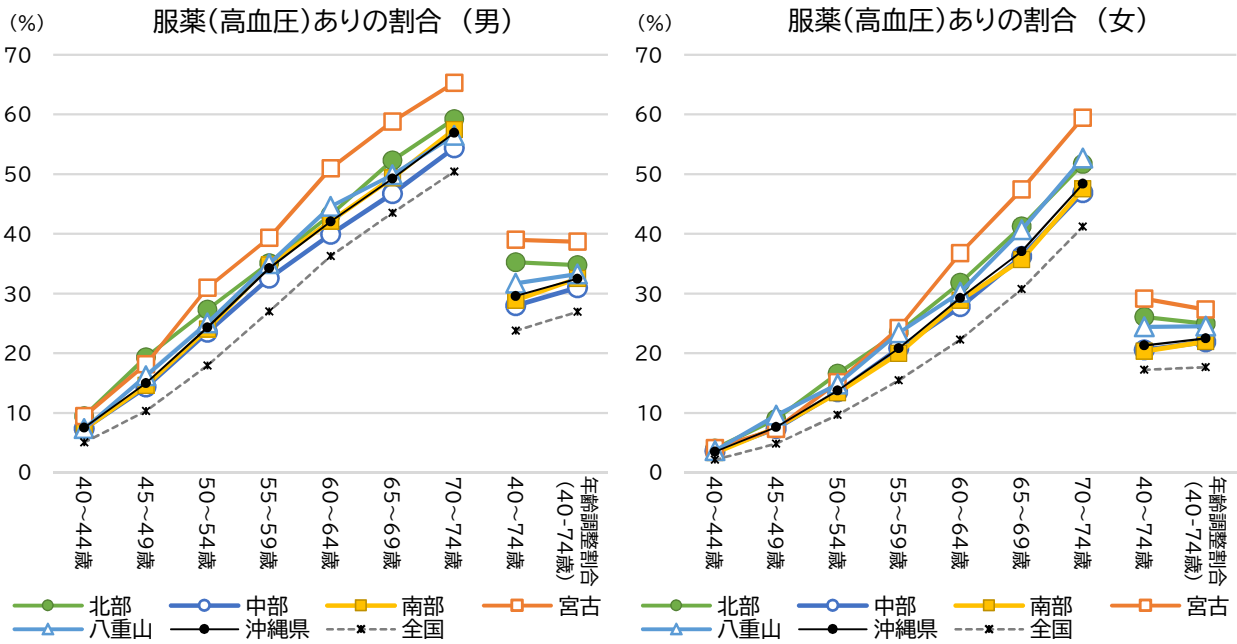 (%)
服薬(高血圧)ありの割合 (男)
70
60
50
40
30
20
10
0
40~44歳
45~49歳
50~54歳
55~59歳
60~64歳
65~69歳
70~74歳
40~74歳
年齢調整割合
(40-74歳)
北部 中部 南部 宮古
八重山 沖縄県 全国
(%)
服薬(高血圧)ありの割合 (女)
70
60
50
40
30
20
10
0
40~44歳
45~49歳
50~54歳
55~59歳
60~64歳
65~69歳
70~74歳
40~74歳
年齢調整割合
(40-74歳)
北部 中部 南部 宮古
八重山 沖縄県 全国